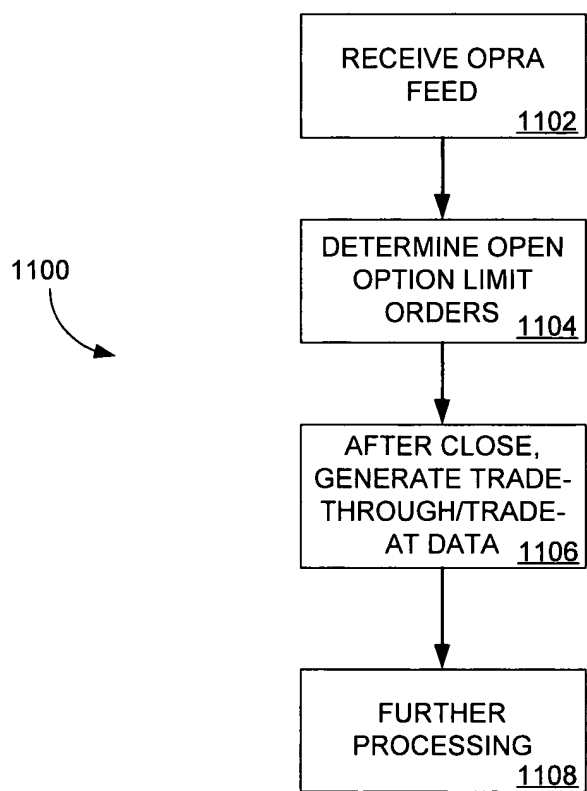 RECEIVE OPRA
FEED
1102
DETERMINE OPEN
OPTION LIMIT
ORDERS
1104
1100
AFTER CLOSE,
GENERATE TRADE-
THROUGH/TRADE-
AT DATA
1106
FURTHER
PROCESSING
1108